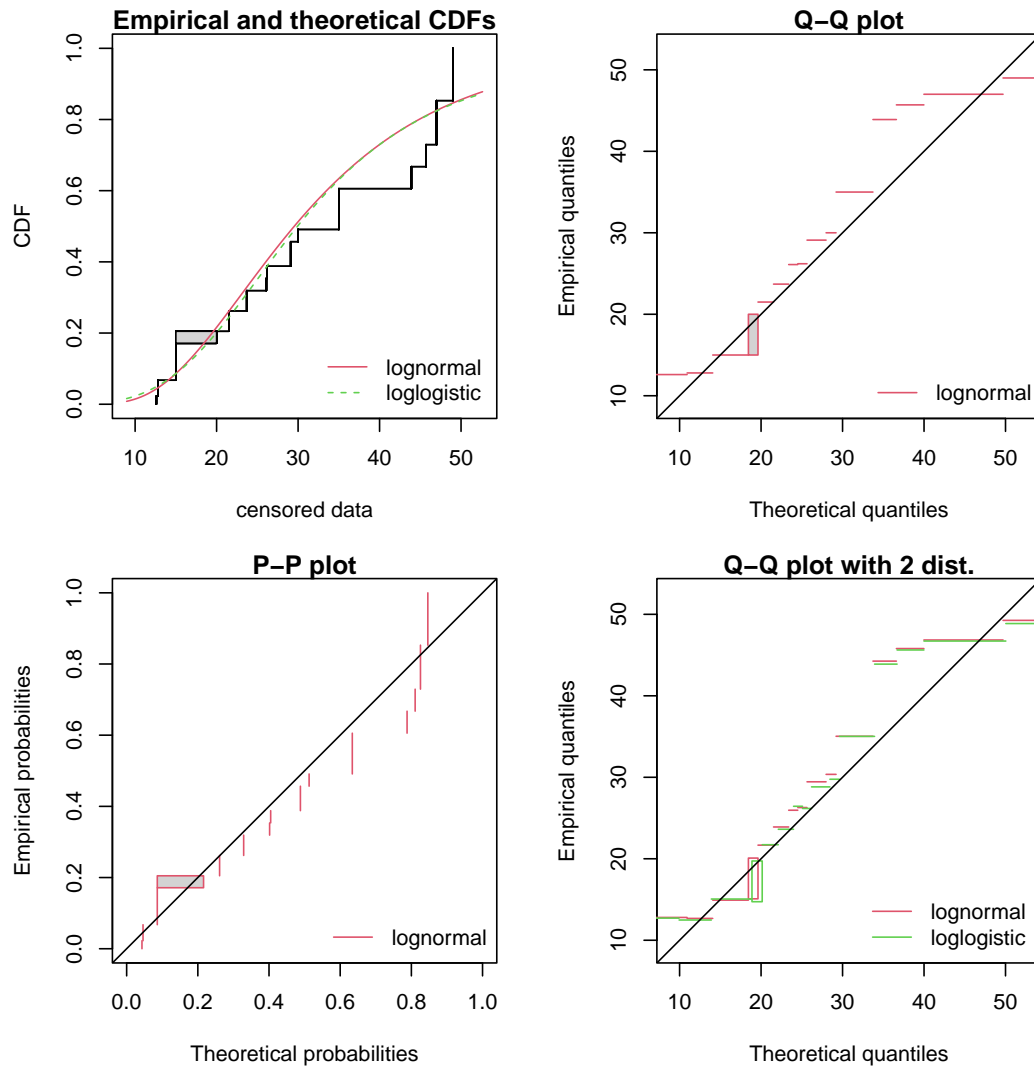 Empirical and theoretical CDFs
CDF
0.0
0.2
0.4
0.6
0.8
1.0
lognormal
loglogistic
10 20 30 40 50
censored data
Q−Q plot
Empirical quantiles
10
20
30
40
50
lognormal
10 20 30 40 50
Theoretical quantiles
P−P plot
Empirical probabilities
0.0
0.2
0.4
0.6
0.8
1.0
lognormal
0.0 0.2 0.4 0.6 0.8 1.0
Theoretical probabilities
Q−Q plot with 2 dist.
Empirical quantiles
10
20
30
40
50
lognormal
loglogistic
10 20 30 40 50
Theoretical quantiles